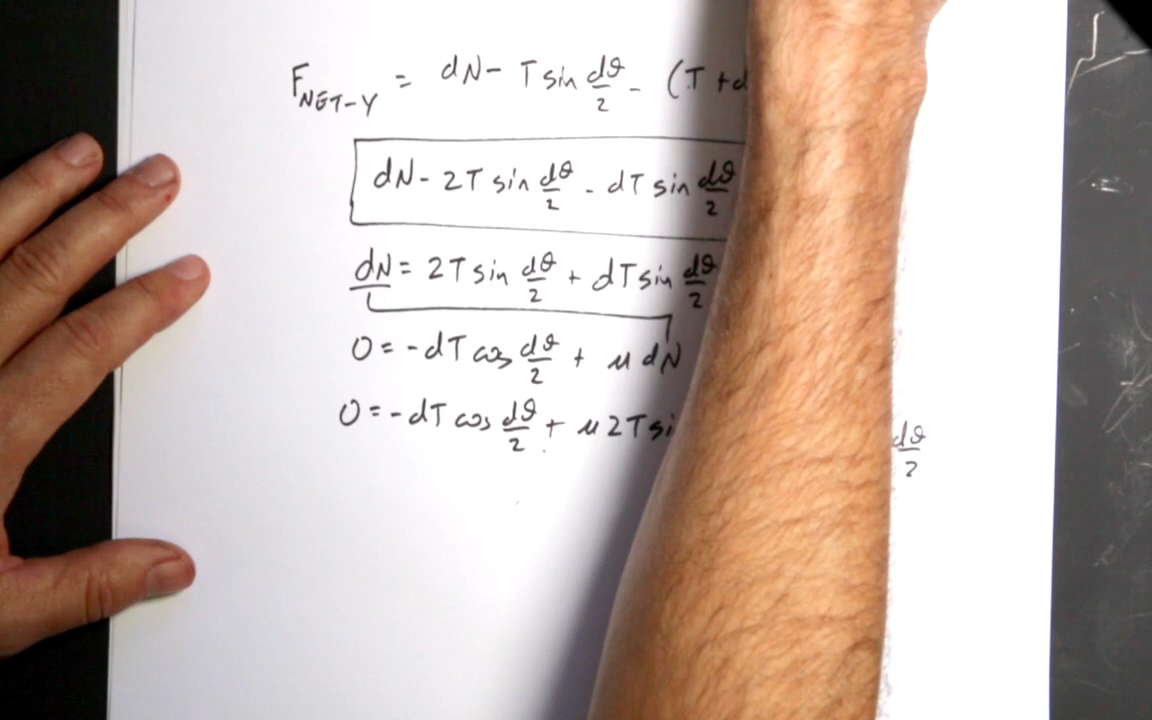 F_NET-Y = dN - T sin dθ/2 - (T + d
dN - 2T sin dθ/2 - dT sin dθ/2
dN = 2T sin dθ/2 + dT sin dθ/2
0 = -dT cos dθ/2 + μ dN
0 = -dT cos dθ/2 + μ 2T si dθ/2